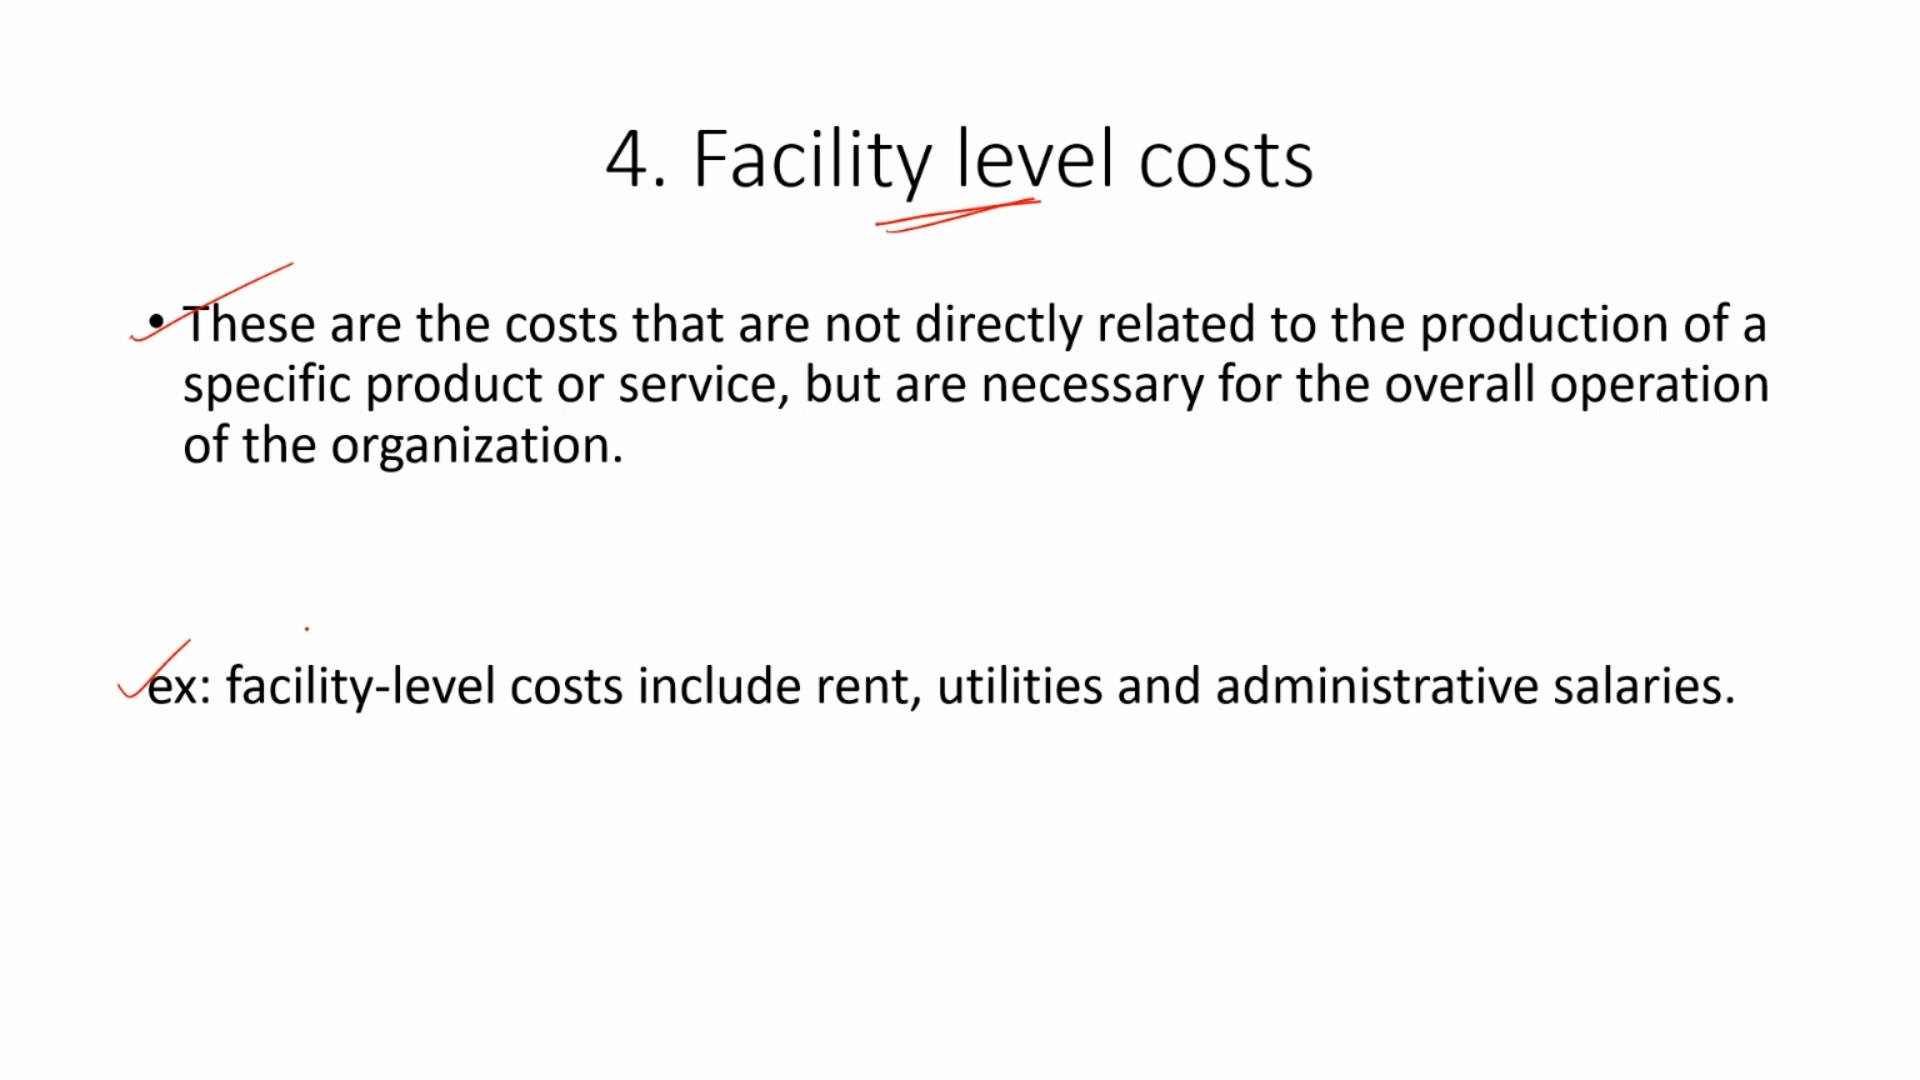 4. Facility level costs
• These are the costs that are not directly related to the production of a
specific product or service, but are necessary for the overall operation
of the organization.
ex: facility-level costs include rent, utilities and administrative salaries.